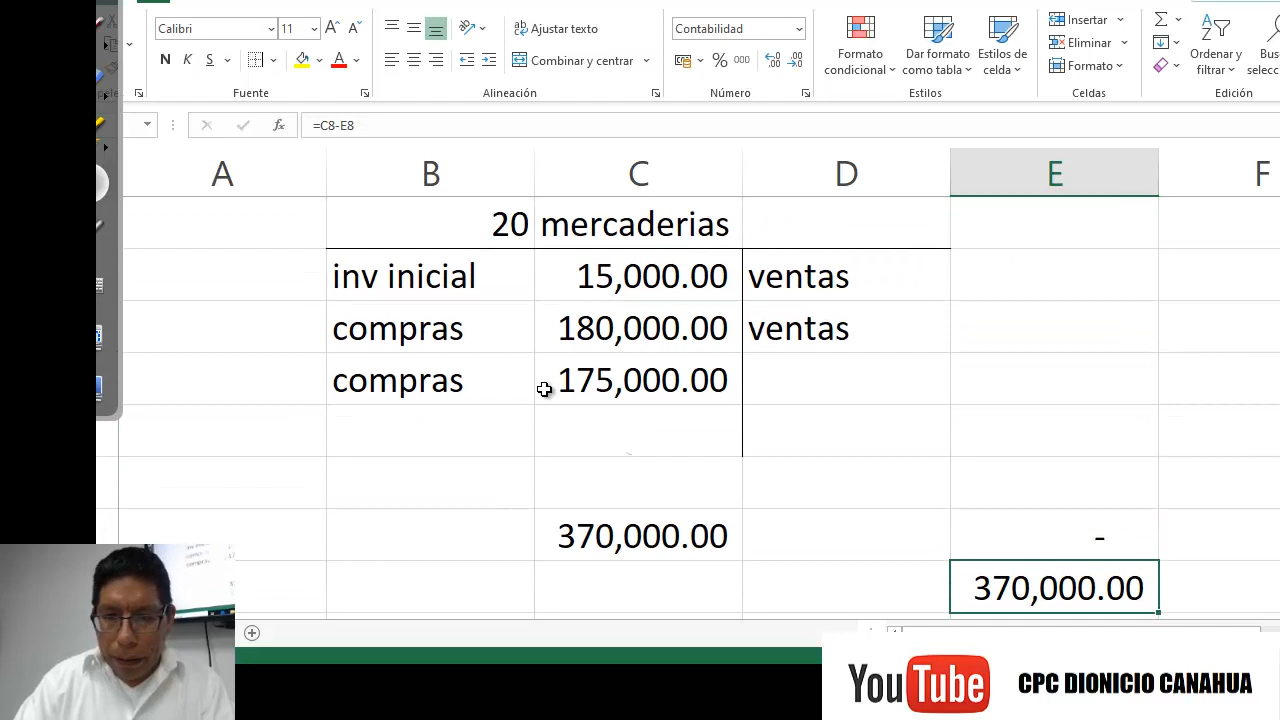 Calibri 11 Ajustar texto Contabilidad Insertar
Formato condicional Dar formato como tabla Estilos de celda Eliminar Ordenar y filtrar
N K S A Combinar y centrar % 000 Formato
Fuente Alineación Número Estilos Celdas Edición
fx =C8-E8
A B C D E F
20 mercaderias
inv inicial 15,000.00 ventas
compras 180,000.00 ventas
compras 175,000.00
370,000.00 -
370,000.00
YouTube CPC DIONICIO CANAHUA